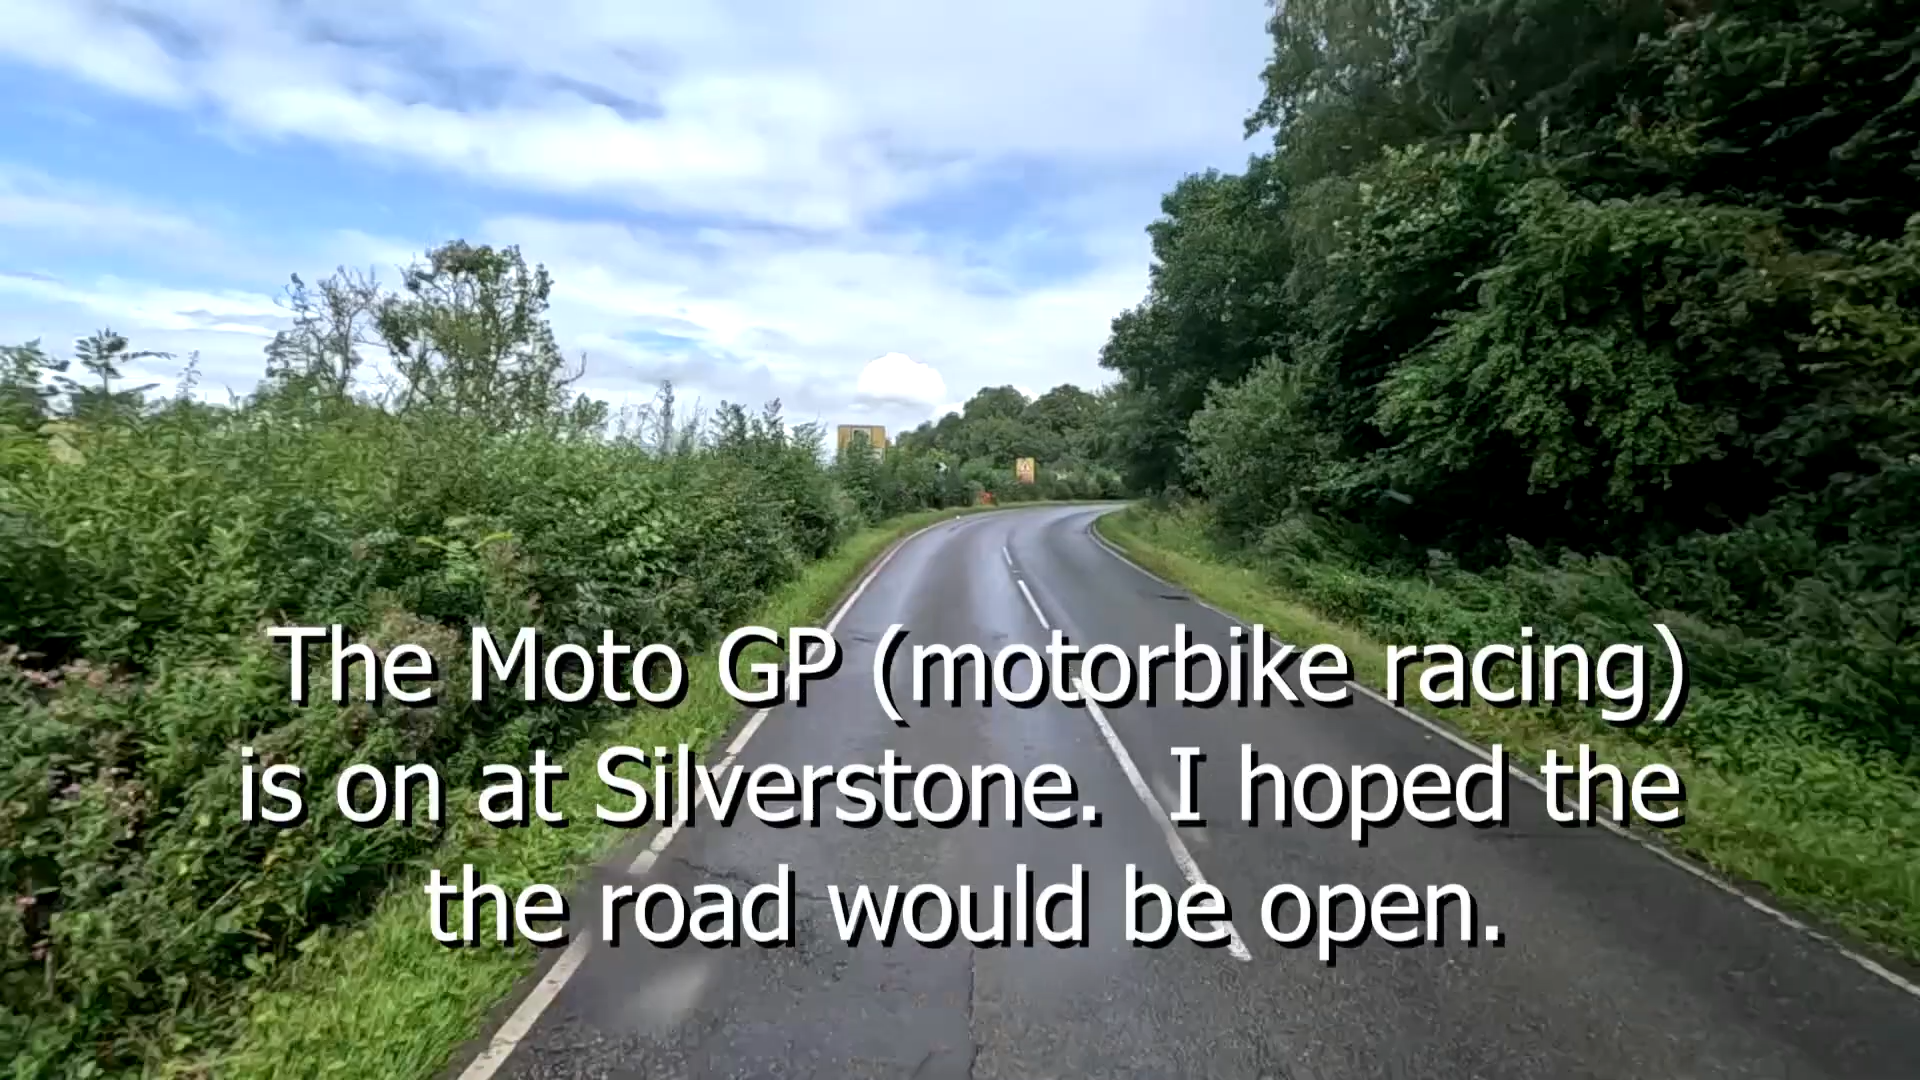 The Moto GP (motorbike racing)
is on at Silverstone.  I hoped the
the road would be open.